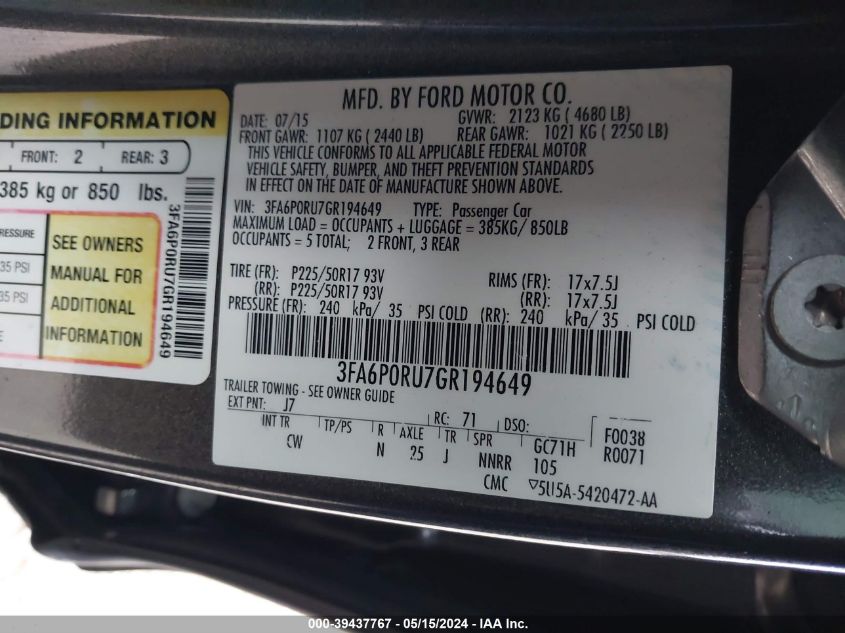 DING INFORMATION
FRONT: 2 REAR: 3
385 kg or 850 lbs.
RESSURE
SEE OWNERS
35 PSI
MANUAL FOR
35 PSI
ADDITIONAL
E
INFORMATION
3FA6P0RU7GR194649
MFD. BY FORD MOTOR CO.
DATE: 07/15 GVWR: 2123 KG ( 4680 LB)
FRONT GAWR: 1107 KG ( 2440 LB) REAR GAWR: 1021 KG ( 2250 LB)
THIS VEHICLE CONFORMS TO ALL APPLICABLE FEDERAL MOTOR
VEHICLE SAFETY, BUMPER, AND THEFT PREVENTION STANDARDS
IN EFFECT ON THE DATE OF MANUFACTURE SHOWN ABOVE.
VIN: 3FA6P0RU7GR194649 TYPE: Passenger Car
MAXIMUM LOAD = OCCUPANTS + LUGGAGE = 385KG/ 850LB
OCCUPANTS = 5 TOTAL; 2 FRONT, 3 REAR
TIRE (FR): P225/50R17 93V RIMS (FR): 17x7.5J
(RR): P225/50R17 93V (RR): 17x7.5J
PRESSURE (FR): 240 kPa/ 35 PSI COLD (RR): 240 kPa/ 35 PSI COLD
3FA6P0RU7GR194649
TRAILER TOWING - SEE OWNER GUIDE
EXT PNT: J7 RC: 71 DSO: F0038
INT TR TP/PS R AXLE TR SPR GC71H R0071
CW N 25 J NNRR 105
CMC ▽5U5A-5420472-AA
000-39437767 - 05/15/2024 - IAA Inc.